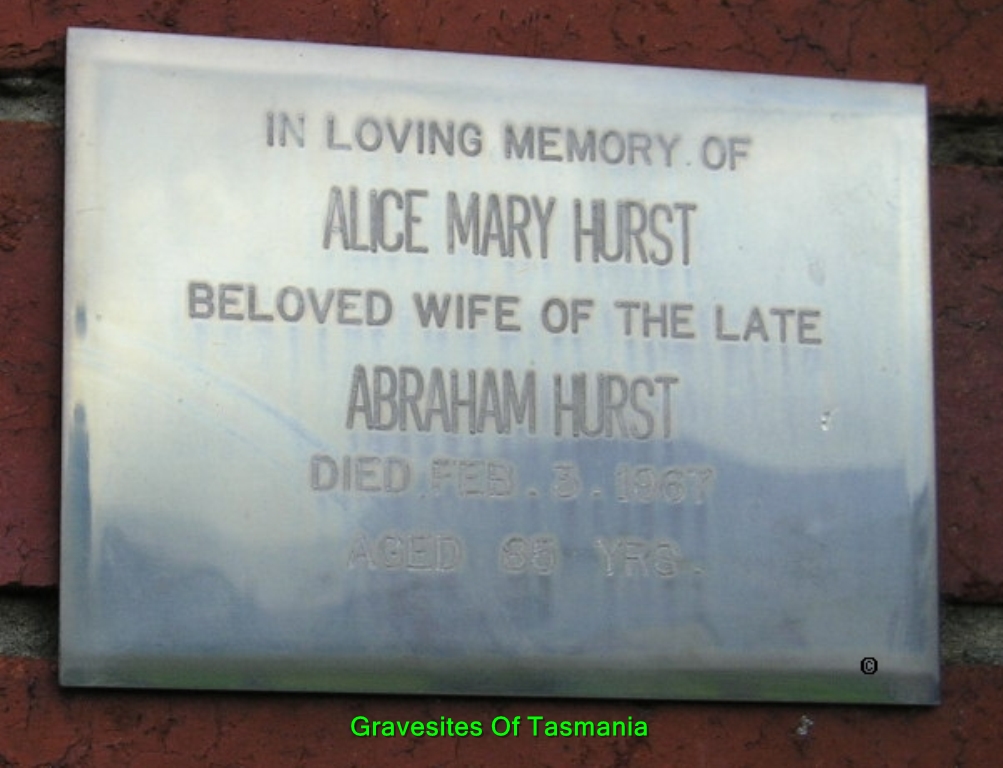 IN LOVING MEMORY OF
ALICE MARY HURST
BELOVED WIFE OF THE LATE
ABRAHAM HURST
DIED FEB. 3. 1967
AGED YRS.
©
Gravesites Of Tasmania